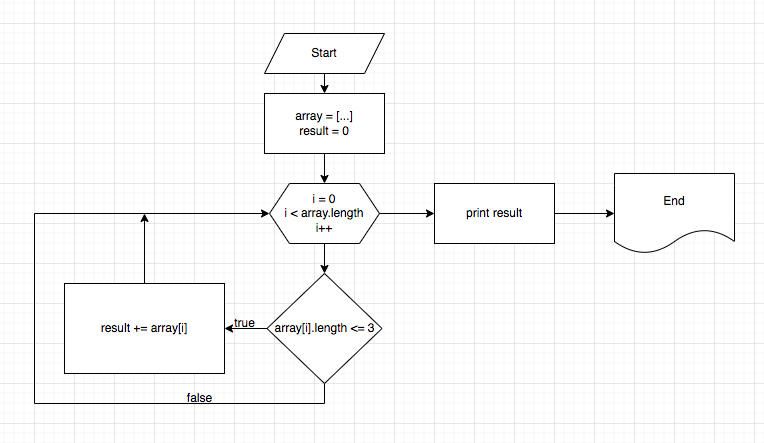 Start
array = [...]
result = 0
i = 0
i < array.length
i++
print result
End
array[i].length <= 3
true
result += array[i]
false